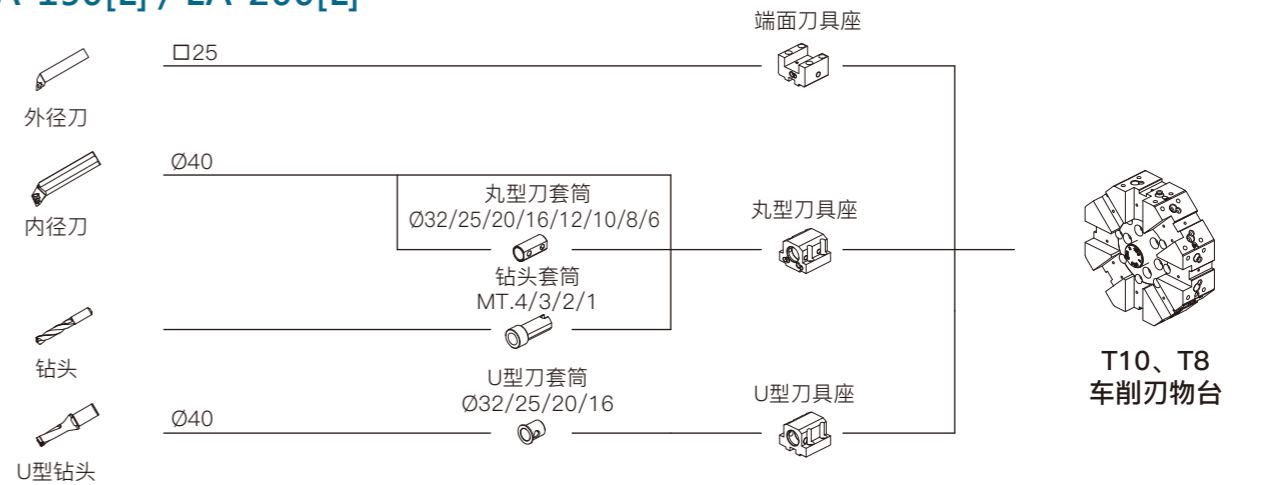 端面刀具座
□25
外径刀
Ø40
丸型刀套筒
Ø32/25/20/16/12/10/8/6
丸型刀具座
内径刀
钻头套筒
MT.4/3/2/1
钻头
T10、T8
车削刃物台
U型刀套筒
Ø32/25/20/16
U型刀具座
Ø40
U型钻头